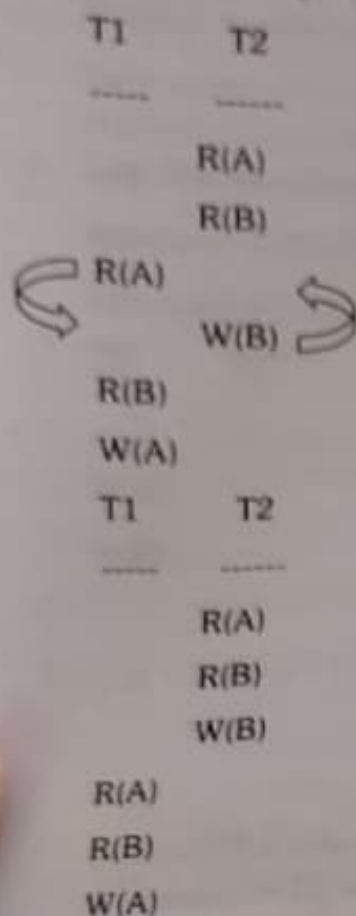 T1 T2
----- ------
R(A)
R(B)
R(A)
W(B)
R(B)
W(A)
T1 T2
----- ------
R(A)
R(B)
W(B)
R(A)
R(B)
W(A)